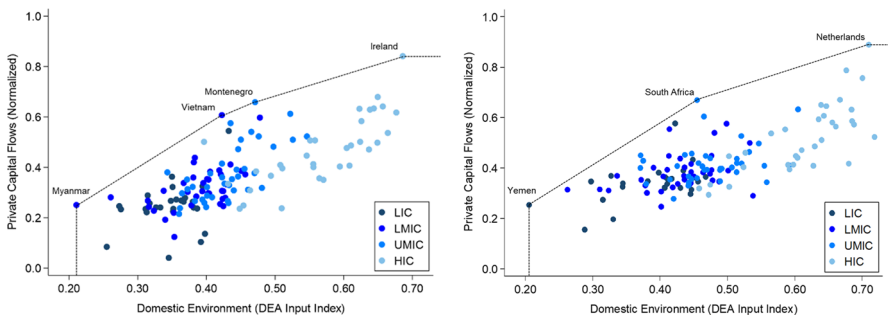 1.0
0.8
0.6
0.4
0.2
0.0
Private Capital Flows (Normalized)
Ireland
Montenegro
Vietnam
Myanmar
LIC
LMIC
UMIC
HIC
0.20
0.30
0.40
0.50
0.60
0.70
Domestic Environment (DEA Input Index)
1.0
0.8
0.6
0.4
0.2
0.0
Private Capital Flows (Normalized)
Netherlands
South Africa
Yemen
LIC
LMIC
UMIC
HIC
0.20
0.30
0.40
0.50
0.60
0.70
Domestic Environment (DEA Input Index)